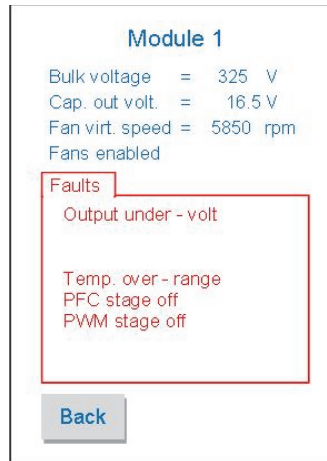 Module 1
Bulk voltage = 325 V
Cap. out volt. = 16.5 V
Fan virt. speed = 5850 rpm
Fans enabled
Faults
Output under - volt
Temp. over - range
PFC stage off
PWM stage off
Back